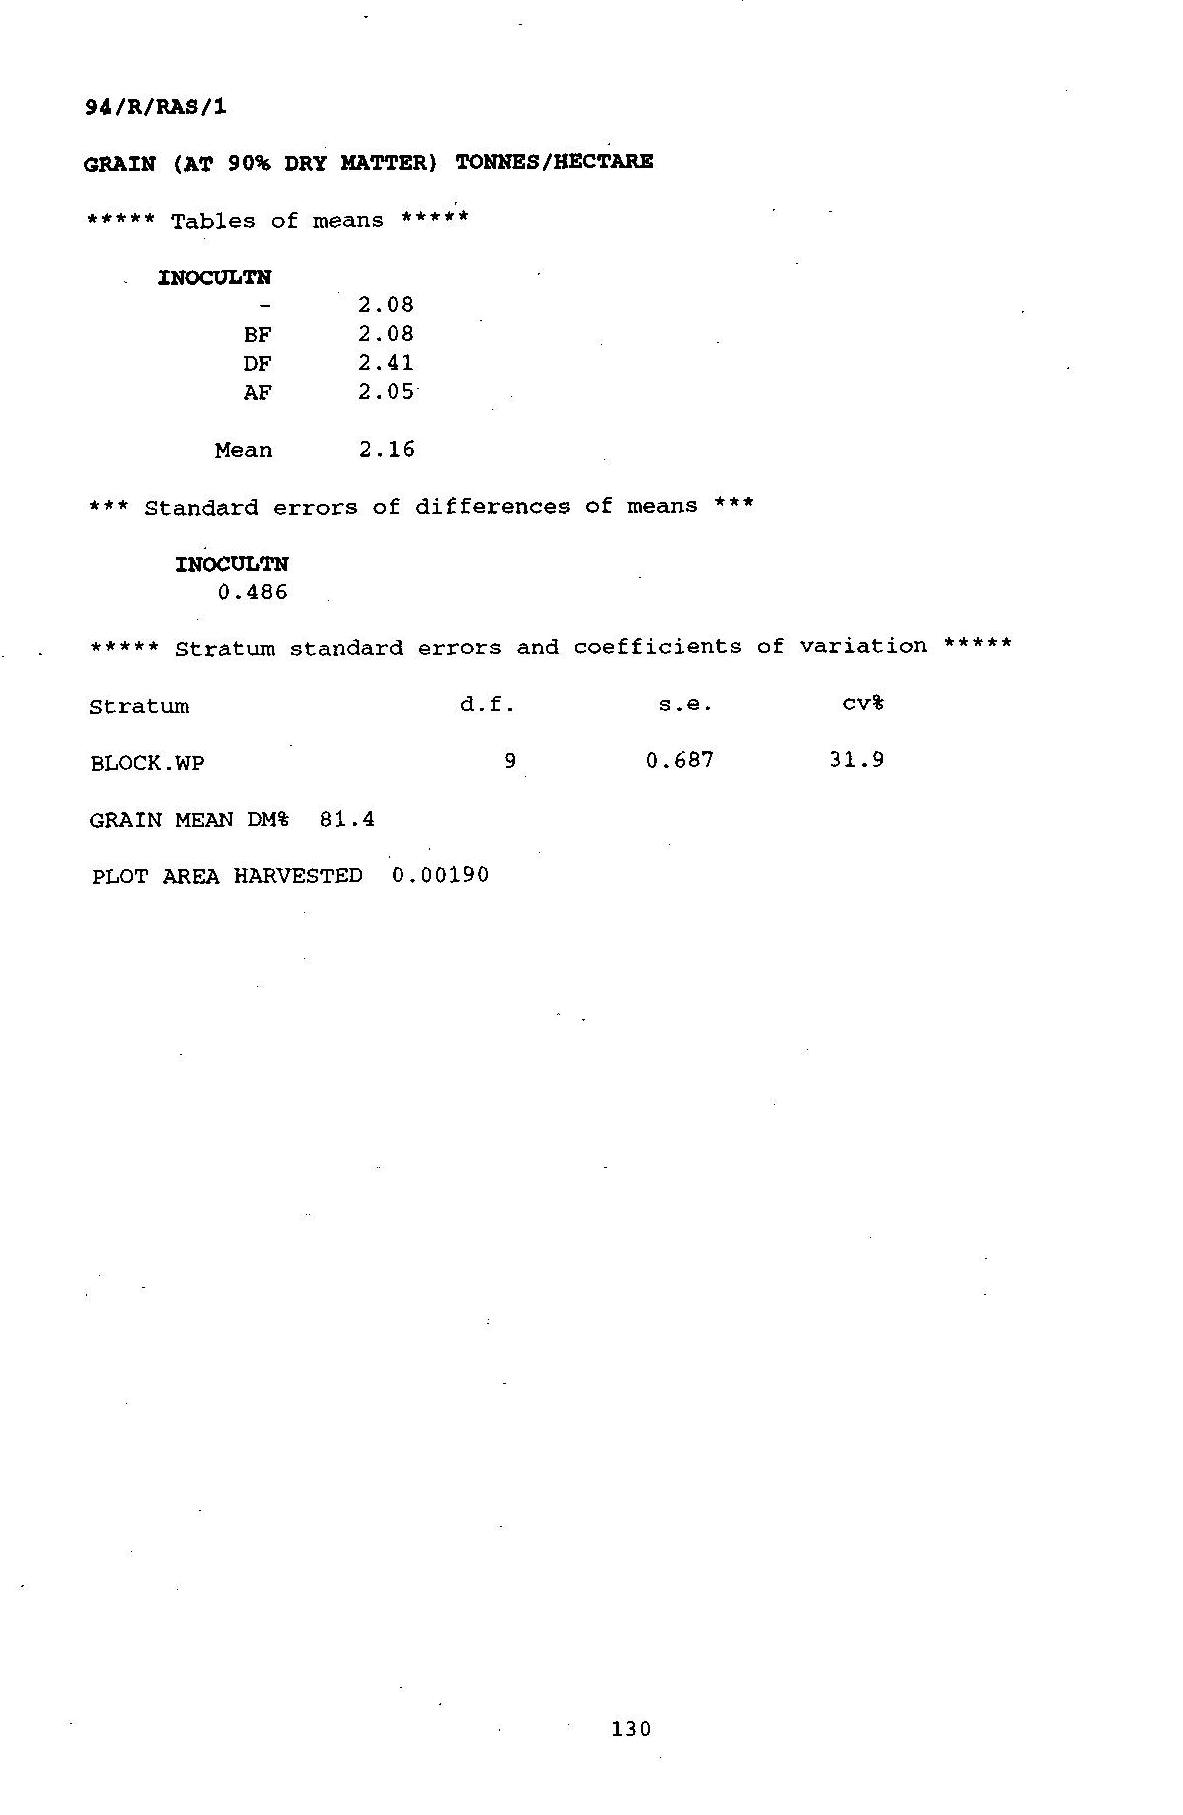 94/R/RAS/1
GRAIN (AT 90% DRY MATTER) TONNES/HECTARE
***** Tables of means *****
INOCULTN
- 2.08
BF 2.08
DF 2.41
AF 2.05
Mean 2.16
*** Standard errors of differences of means ***
INOCULTN
0.486
***** Stratum standard errors and coefficients of variation *****
Stratum d.f. s.e. cv%
BLOCK.WP 9 0.687 31.9
GRAIN MEAN DM% 81.4
PLOT AREA HARVESTED 0.00190
130